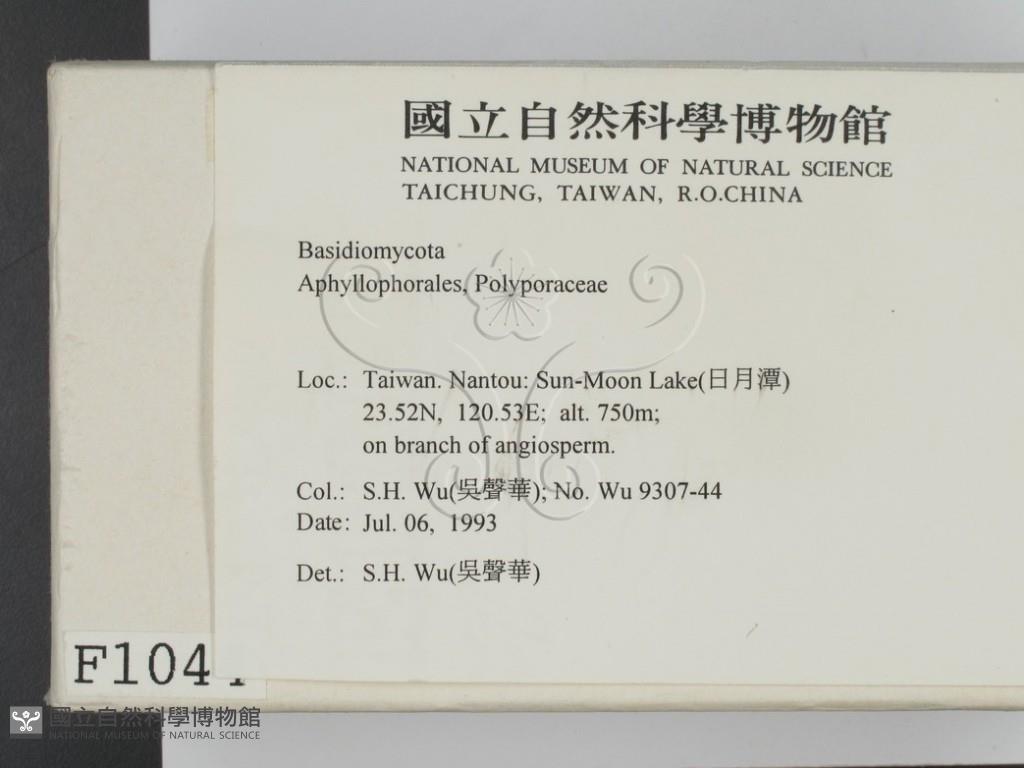 國立自然科學博物館
NATIONAL MUSEUM OF NATURAL SCIENCE
TAICHUNG, TAIWAN, R.O.CHINA
Basidiomycota
Aphyllophorales, Polyporaceae
Loc.: Taiwan. Nantou: Sun-Moon Lake(日月潭)
23.52N, 120.53E; alt. 750m;
on branch of angiosperm.
Col.: S.H. Wu(吳聲華); No. Wu 9307-44
Date: Jul. 06, 1993
Det.: S.H. Wu(吳聲華)
國立自然科學博物館
NATIONAL MUSEUM OF NATURAL SCIENCE